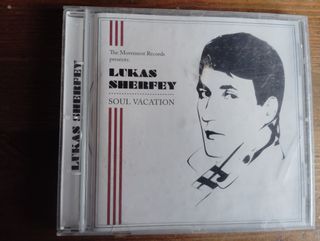 The Movement Records
presents:
LUKAS
SHERFEY
SOUL VACATION
LUKAS SHERFEY